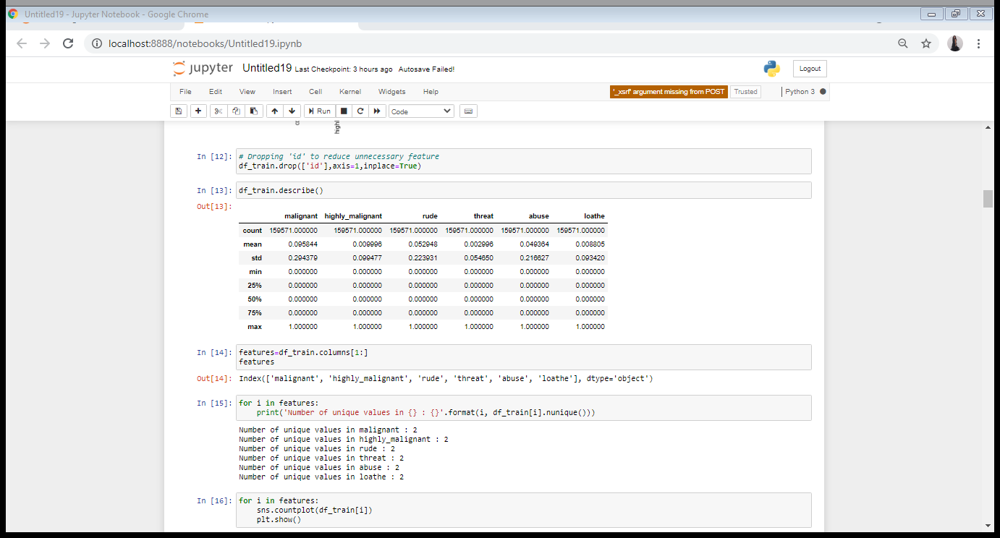 Untitled19 - Jupyter Notebook - Google Chrome
localhost:8888/notebooks/Untitled19.ipynb
jupyter Untitled19 Last Checkpoint: 3 hours ago Autosave Failed! Logout
File Edit View Insert Cell Kernel Widgets Help '_xsrf' argument missing from POST Trusted Python 3
Run Code
In [12]: # Dropping 'id' to reduce unnecessary feature
df_train.drop(['id'],axis=1,inplace=True)
In [13]: df_train.describe()
Out[13]:
malignant highly_malignant rude threat abuse loathe
count 159571.000000 159571.000000 159571.000000 159571.000000 159571.000000 159571.000000
mean 0.095844 0.009996 0.052948 0.002996 0.049364 0.008805
std 0.294379 0.099477 0.223931 0.054650 0.216627 0.093420
min 0.000000 0.000000 0.000000 0.000000 0.000000 0.000000
25% 0.000000 0.000000 0.000000 0.000000 0.000000 0.000000
50% 0.000000 0.000000 0.000000 0.000000 0.000000 0.000000
75% 0.000000 0.000000 0.000000 0.000000 0.000000 0.000000
max 1.000000 1.000000 1.000000 1.000000 1.000000 1.000000
In [14]: features=df_train.columns[1:]
features
Out[14]: Index(['malignant', 'highly_malignant', 'rude', 'threat', 'abuse', 'loathe'], dtype='object')
In [15]: for i in features:
print('Number of unique values in {} : {}'.format(i, df_train[i].nunique()))
Number of unique values in malignant : 2
Number of unique values in highly_malignant : 2
Number of unique values in rude : 2
Number of unique values in threat : 2
Number of unique values in abuse : 2
Number of unique values in loathe : 2
In [16]: for i in features:
sns.countplot(df_train[i])
plt.show()